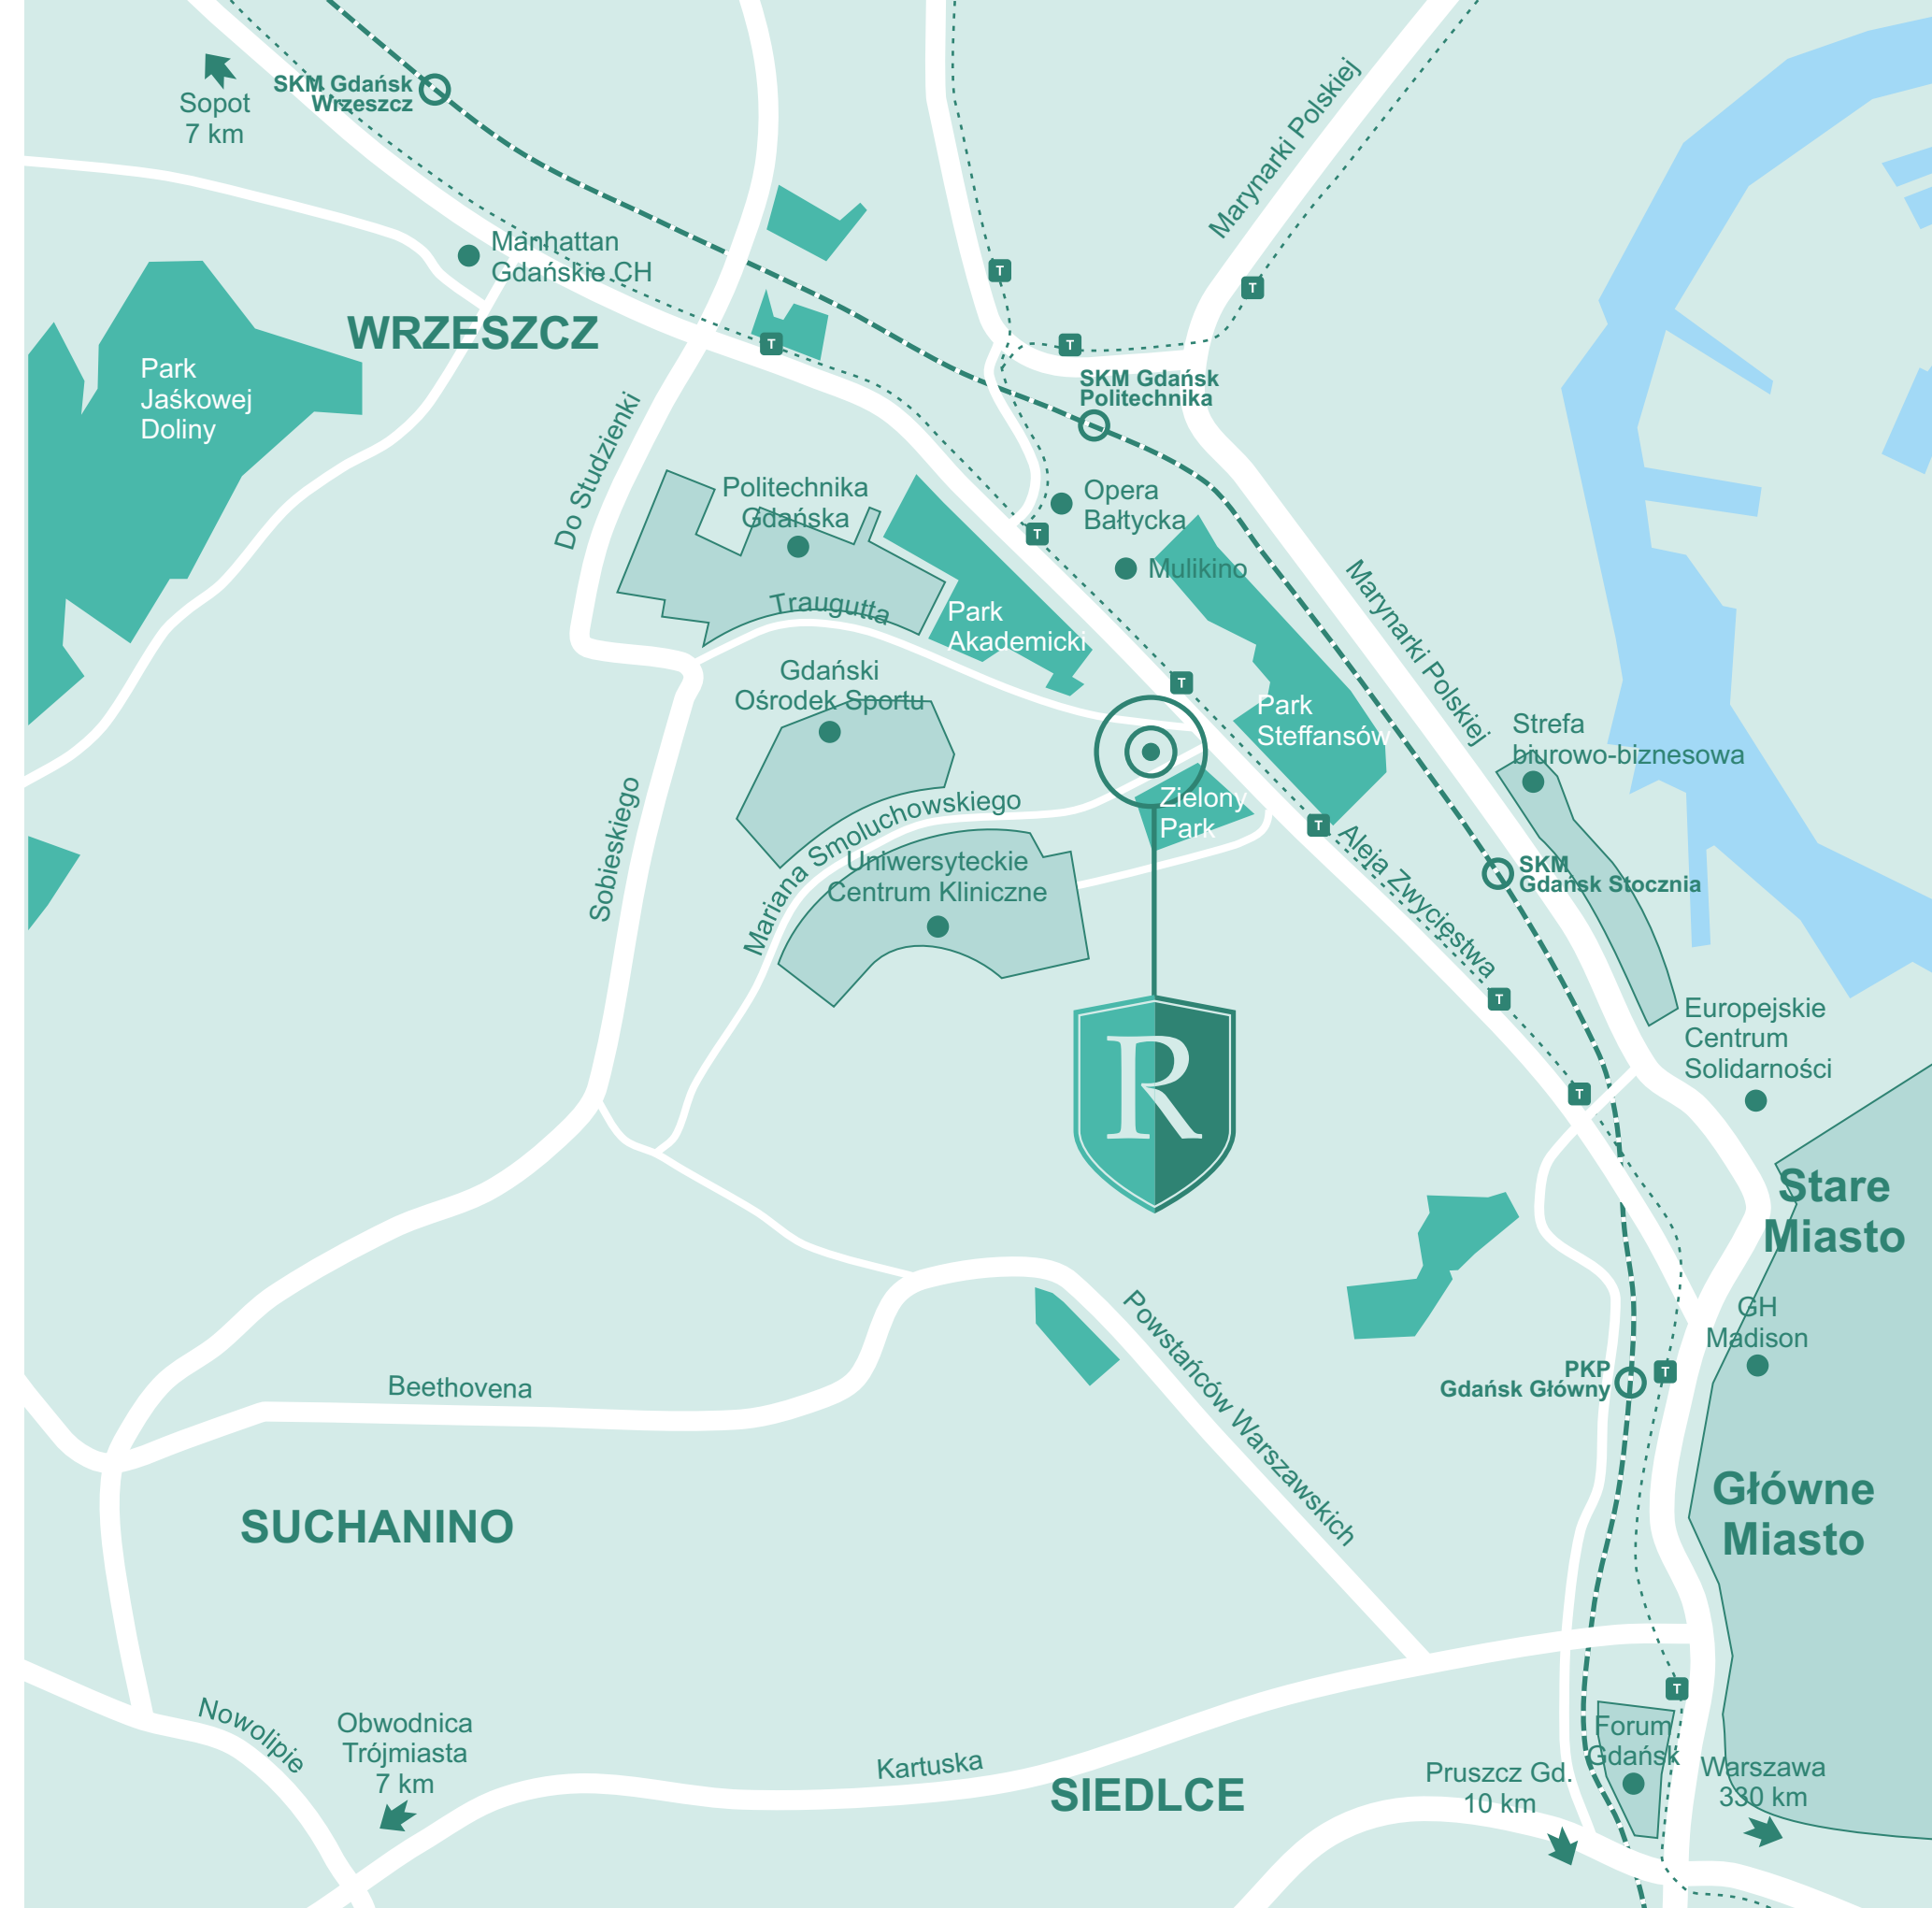 Sopot
7 km
SKM Gdańsk
Wrzeszcz
Marynarki Polskiej
Manhattan
Gdańskie CH
T
T
WRZESZCZ
T
T
Park
Jaśkowej
Doliny
SKM Gdańsk
Politechnika
Do Studzienki
Politechnika
Gdańska
Opera
Bałtycka
T
Mulikino
Traugutta
Park
Akademicki
Marynarki Polskiej
Gdański
Ośrodek Sportu
T
Park
Steffansów
Strefa
biurowo-biznesowa
Sobieskiego
Mariana Smoluchowskiego
Zielony
Park
T
Aleja Zwycięstwa
Uniwersyteckie
Centrum Kliniczne
SKM
Gdańsk Stocznia
T
R
Europejskie
Centrum
Solidarności
T
Stare
Miasto
GH
Madison
Powstańców Warszawskich
PKP
Gdańsk Główny
T
Beethovena
Główne
Miasto
SUCHANINO
T
Nowolipie
Obwodnica
Trójmiasta
7 km
Kartuska
SIEDLCE
Pruszcz Gd.
10 km
Forum
Gdańsk
Warszawa
330 km